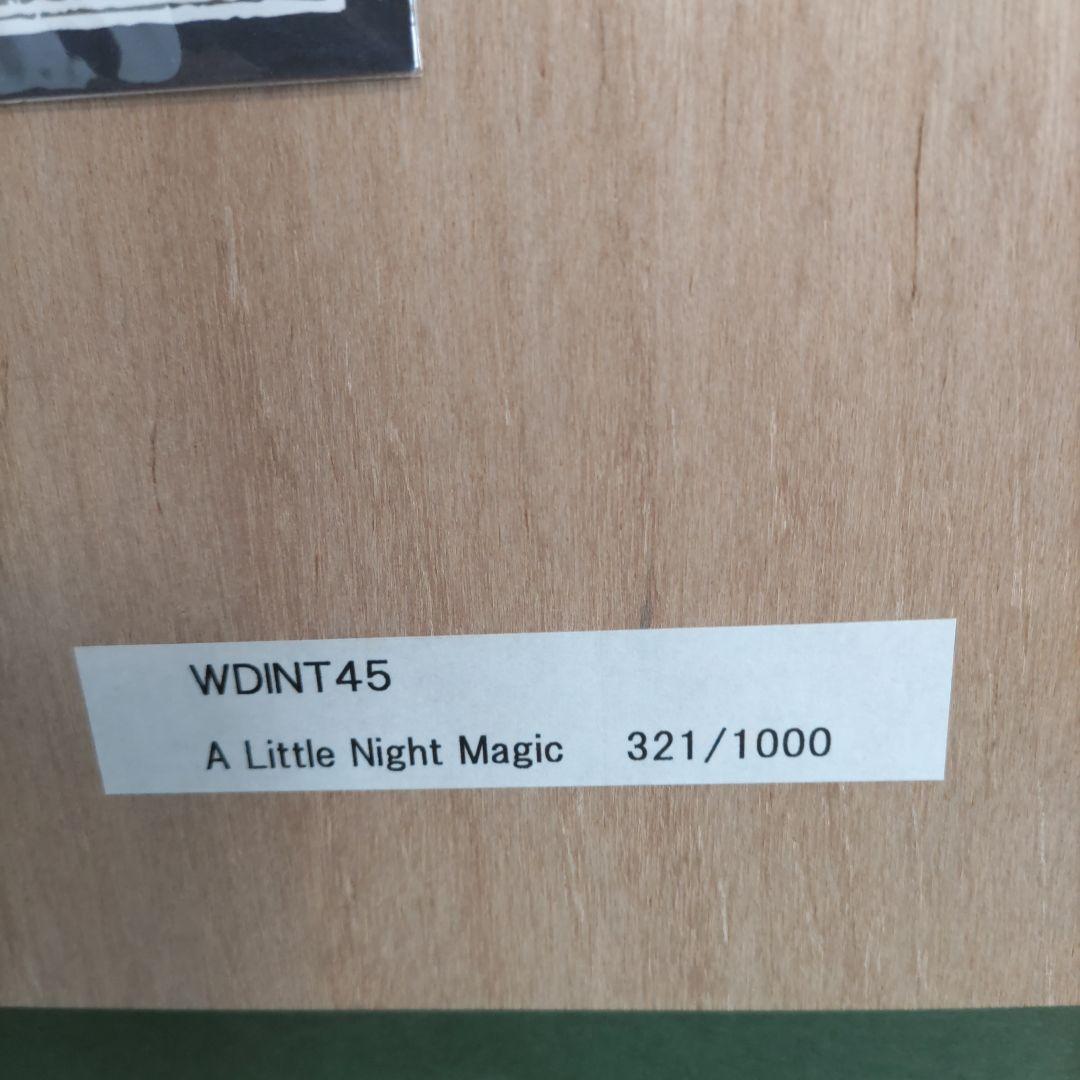 WDINT45
A Little Night Magic 321/1000